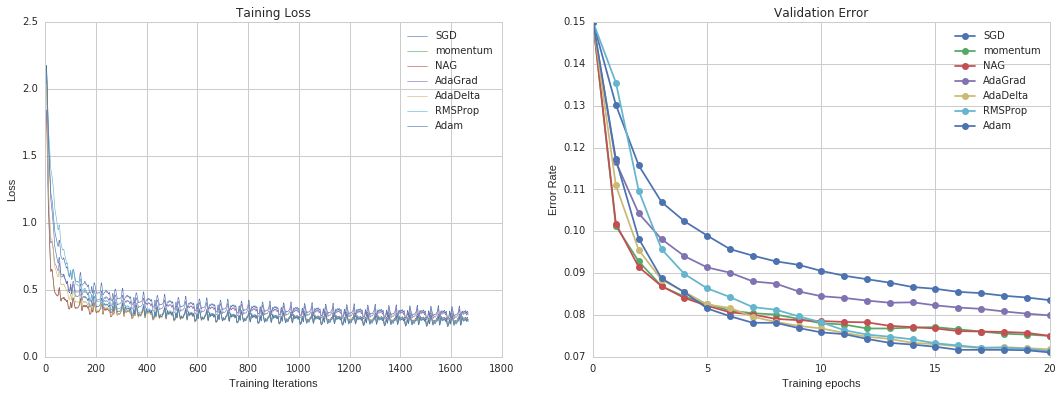 Taining Loss
2.5
2.0
1.5
1.0
0.5
0.0
Loss
SGD
momentum
NAG
AdaGrad
AdaDelta
RMSProp
Adam
0 200 400 600 800 1000 1200 1400 1600 1800
Training Iterations
Validation Error
0.15
0.14
0.13
0.12
0.11
0.10
0.09
0.08
0.07
Error Rate
SGD
momentum
NAG
AdaGrad
AdaDelta
RMSProp
Adam
0 5 10 15 20
Training epochs